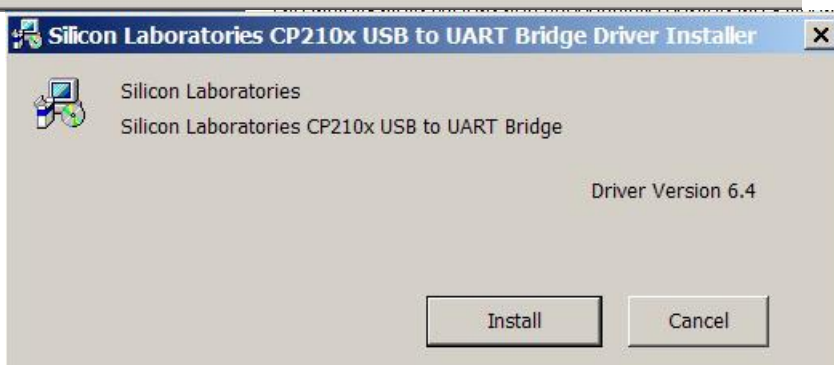 Silicon Laboratories CP210x USB to UART Bridge Driver Installer
Silicon Laboratories
Silicon Laboratories CP210x USB to UART Bridge
Driver Version 6.4
Install
Cancel